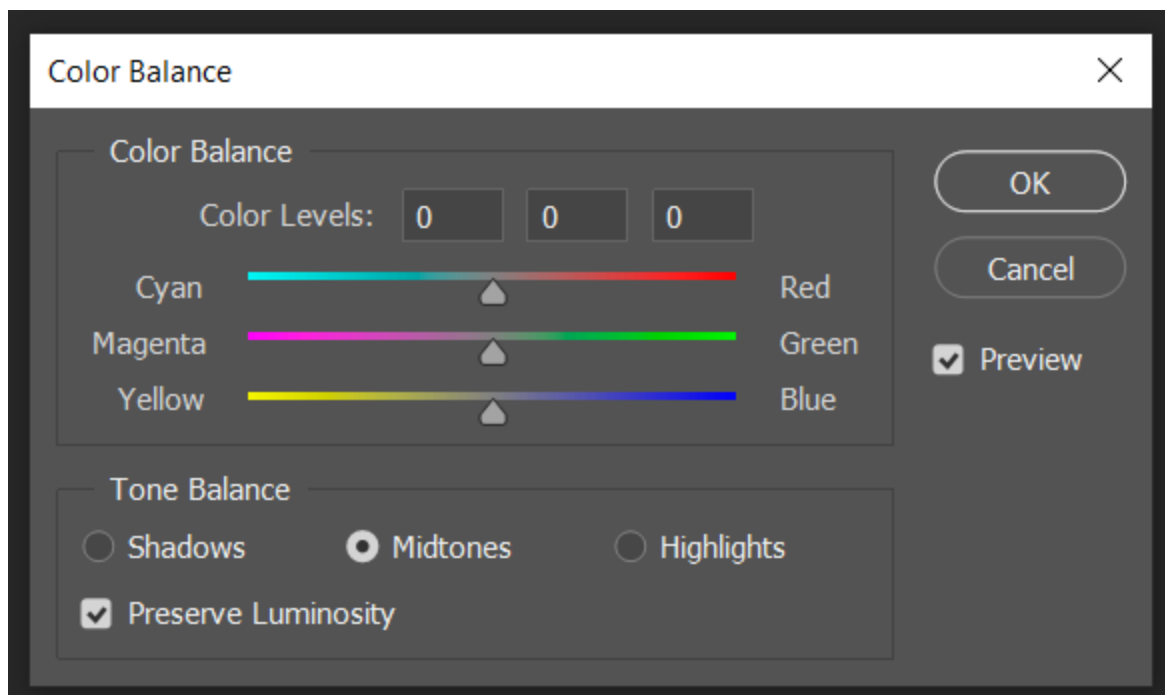 Color Balance
Color Balance
Color Levels: 0 0 0
Cyan Red
Magenta Green
Yellow Blue
OK
Cancel
Preview
Tone Balance
Shadows Midtones Highlights
Preserve Luminosity